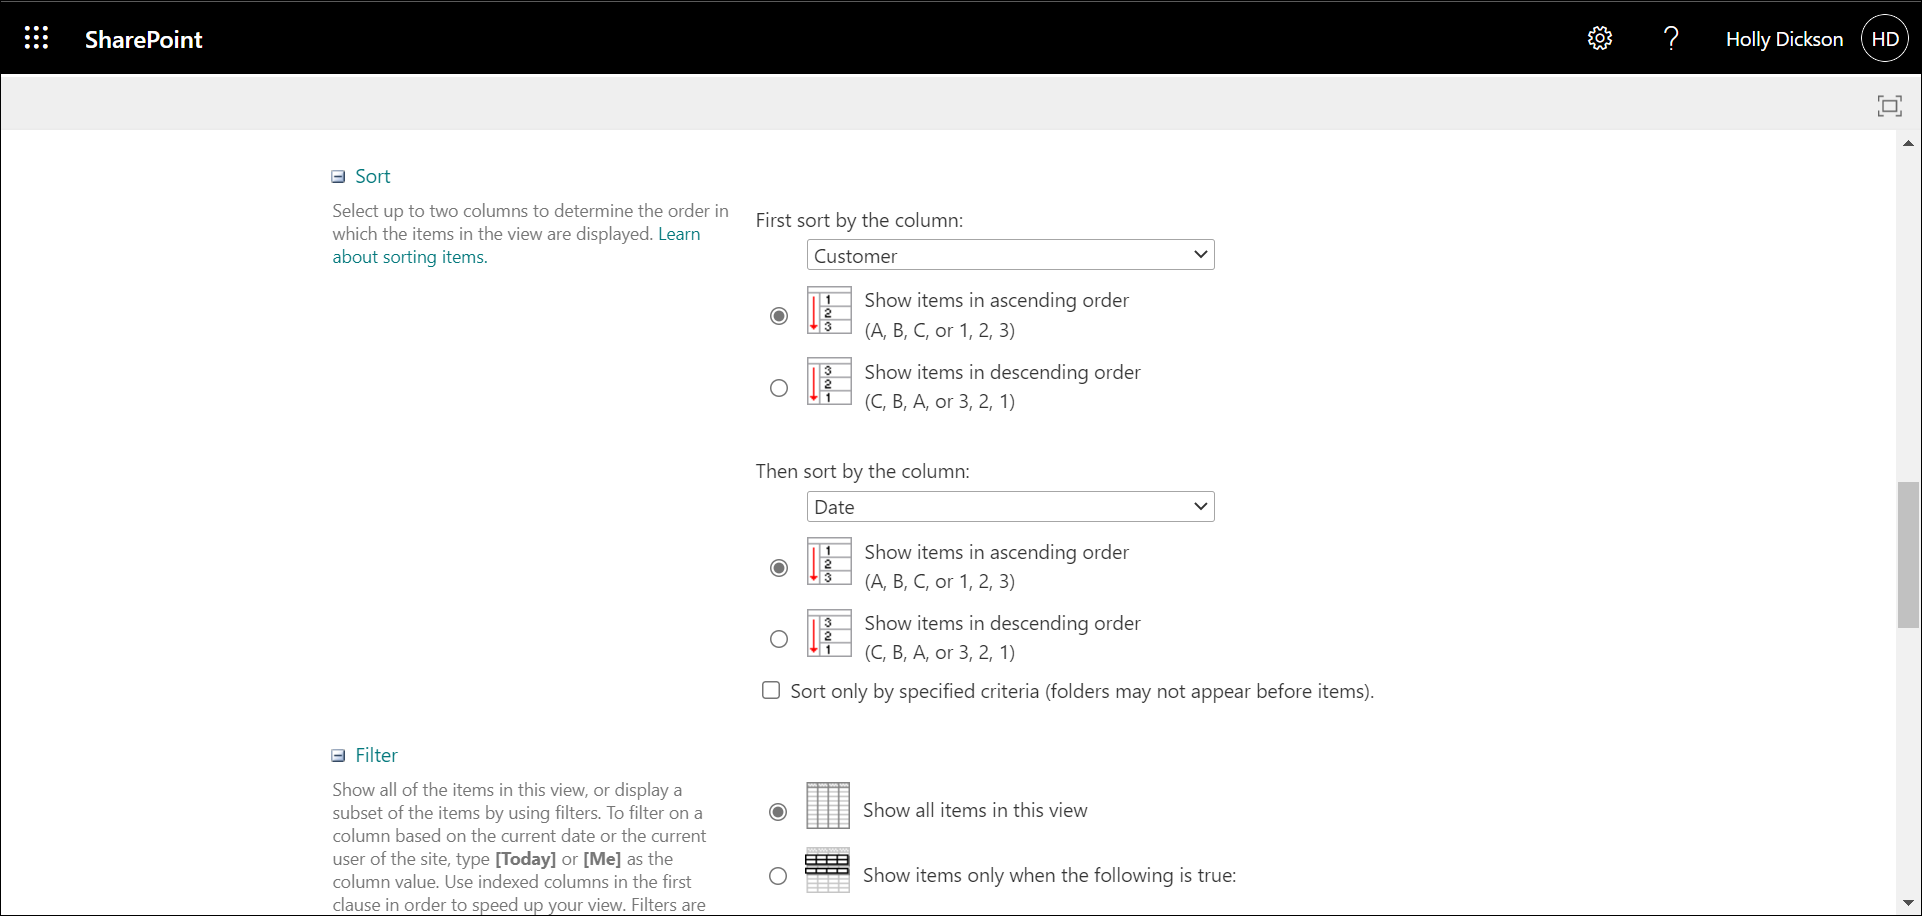 SharePoint
Holly Dickson
HD
Sort
Select up to two columns to determine the order in
which the items in the view are displayed. Learn
about sorting items.
First sort by the column:
Customer
1
2
3
Show items in ascending order
(A, B, C, or 1, 2, 3)
3
2
1
Show items in descending order
(C, B, A, or 3, 2, 1)
Then sort by the column:
Date
1
2
3
Show items in ascending order
(A, B, C, or 1, 2, 3)
3
2
1
Show items in descending order
(C, B, A, or 3, 2, 1)
Sort only by specified criteria (folders may not appear before items).
Filter
Show all of the items in this view, or display a
subset of the items by using filters. To filter on a
column based on the current date or the current
user of the site, type [Today] or [Me] as the
column value. Use indexed columns in the first
clause in order to speed up your view. Filters are
Show all items in this view
Show items only when the following is true: